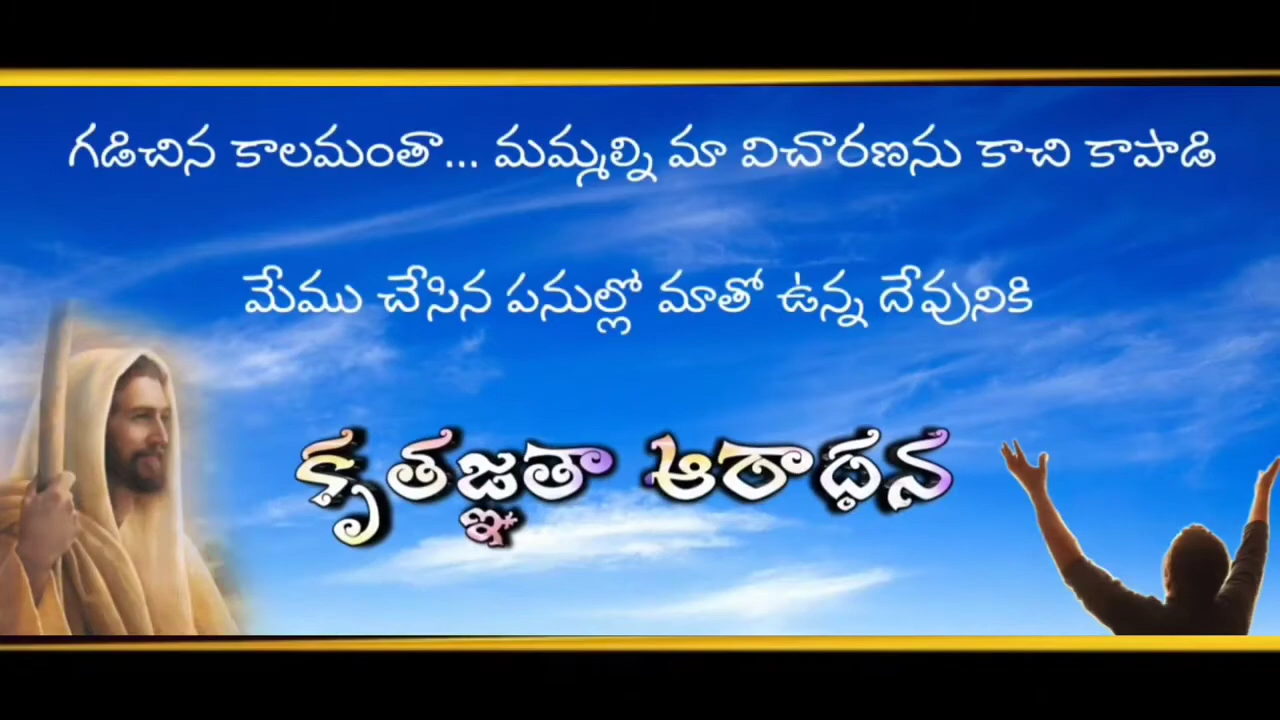 గడిచిన కాలమంతా... మమ్మల్ని మా విచారణను కాచి కాపాడి
మేము చేసిన పనుల్లో మాతో ఉన్న దేవునికి
కృతజ్ఞతా ఆరాధన